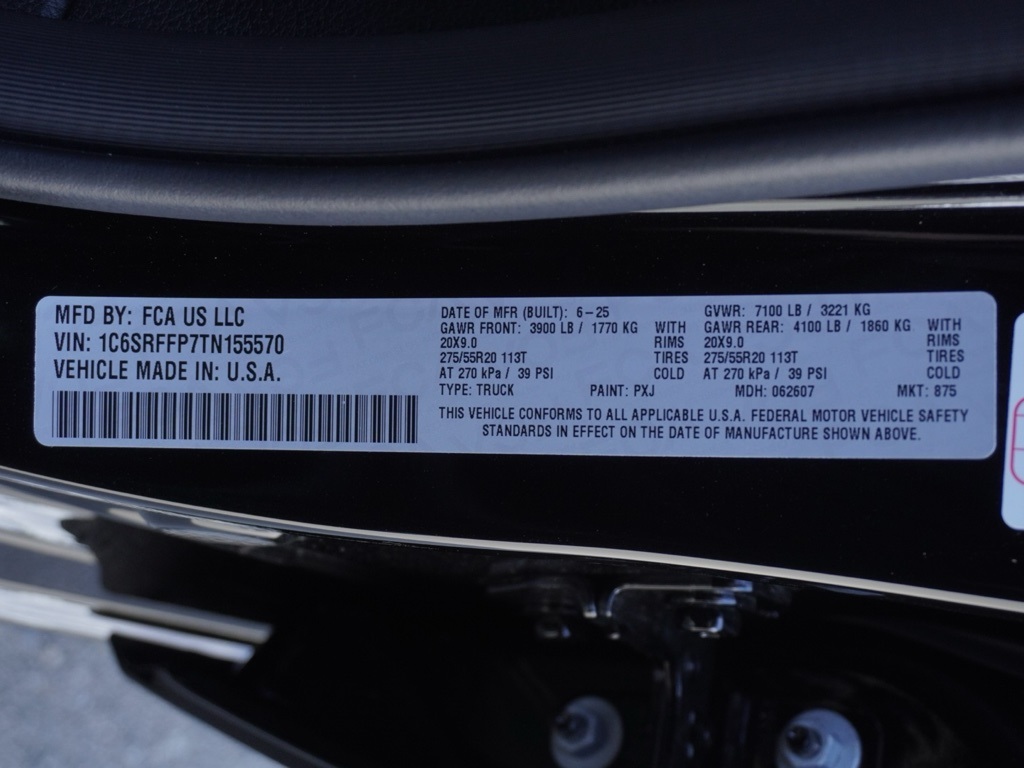 MFD BY: FCA US LLC
VIN: 1C6SRFFP7TN155570
VEHICLE MADE IN: U.S.A.
DATE OF MFR (BUILT): 6-25
GAWR FRONT: 3900 LB / 1770 KG WITH
20X9.0 RIMS
275/55R20 113T TIRES
AT 270 kPa / 39 PSI COLD
GVWR: 7100 LB / 3221 KG
GAWR REAR: 4100 LB / 1860 KG WITH
20X9.0 RIMS
275/55R20 113T TIRES
AT 270 kPa / 39 PSI COLD
TYPE: TRUCK PAINT: PXJ MDH: 062607 MKT: 875
THIS VEHICLE CONFORMS TO ALL APPLICABLE U.S.A. FEDERAL MOTOR VEHICLE SAFETY
STANDARDS IN EFFECT ON THE DATE OF MANUFACTURE SHOWN ABOVE.